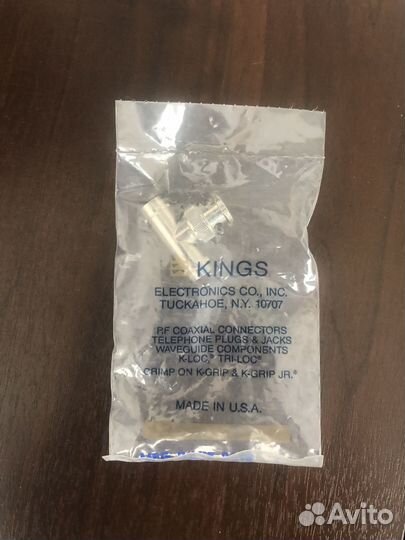 KINGS
ELECTRONICS CO., INC.
TUCKAHOE, N.Y. 10707
RF COAXIAL CONNECTORS
TELEPHONE PLUGS & JACKS
WAVEGUIDE COMPONENTS
K-LOC,® TRI-LOC®
CRIMP ON K-GRIP & K-GRIP JR.®
MADE IN U.S.A.
Avito